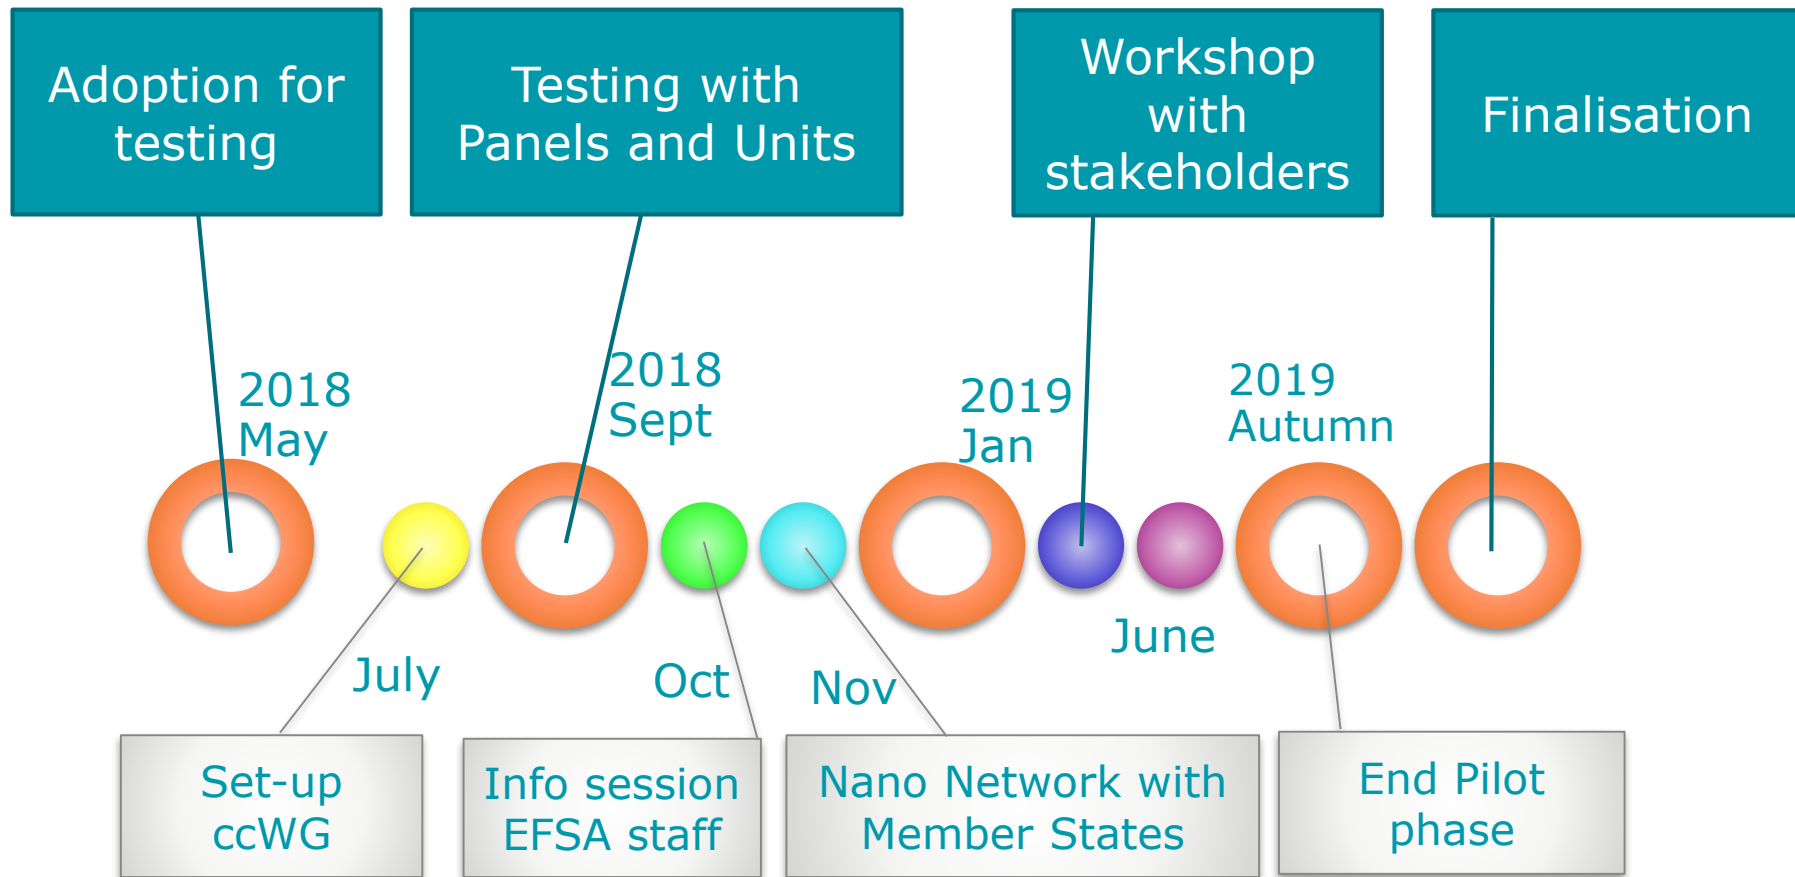 Adoption for
testing
Testing with
Panels and Units
Workshop
with
stakeholders
Finalisation
2018
May
2018
Sept
2019
Jan
2019
Autumn
July
Oct
Nov
June
Set-up
ccWG
Info session
EFSA staff
Nano Network with
Member States
End Pilot
phase